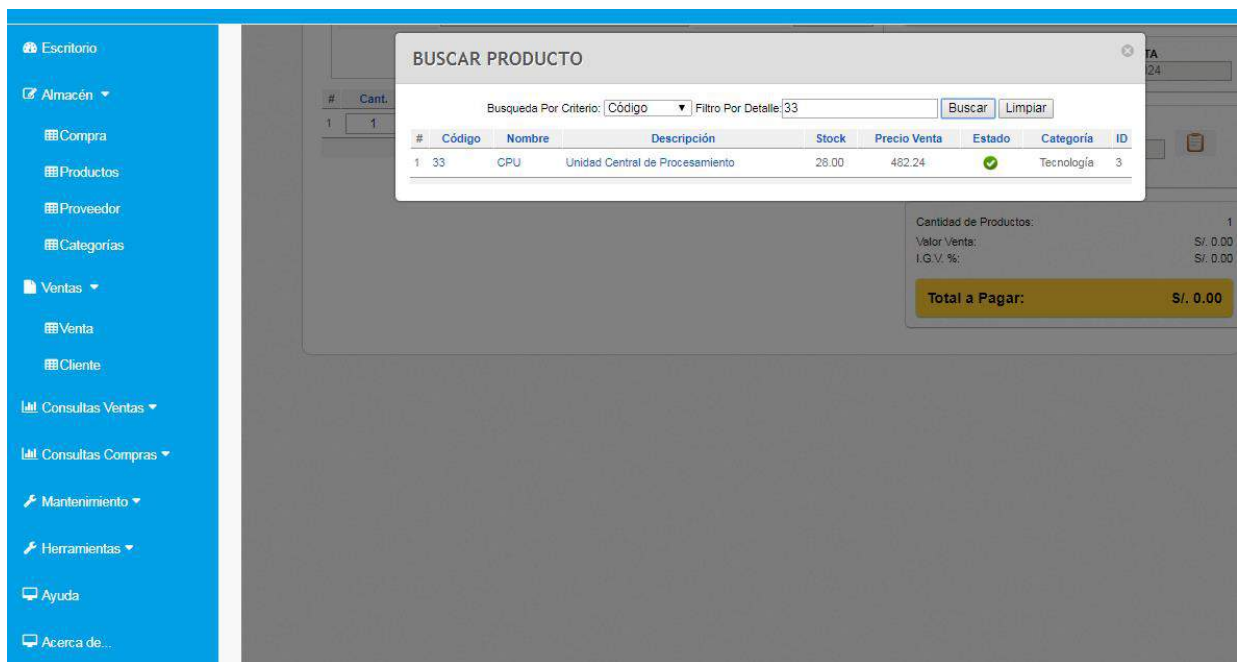 Escritorio
Almacén
Compra
Productos
Proveedor
Categorías
Ventas
Venta
Cliente
Consultas Ventas
Consultas Compras
Mantenimiento
Herramientas
Ayuda
Acerca de...
# Cant.
1 1
TA
24
BUSCAR PRODUCTO
Busqueda Por Criterio: Código Filtro Por Detalle: 33 Buscar Limpiar
# Código Nombre Descripción Stock Precio Venta Estado Categoría ID
1 33 CPU Unidad Central de Procesamiento 28.00 482.24 Tecnología 3
Cantidad de Productos: 1
Valor Venta: S/. 0.00
I.G.V. %: S/. 0.00
Total a Pagar: S/. 0.00